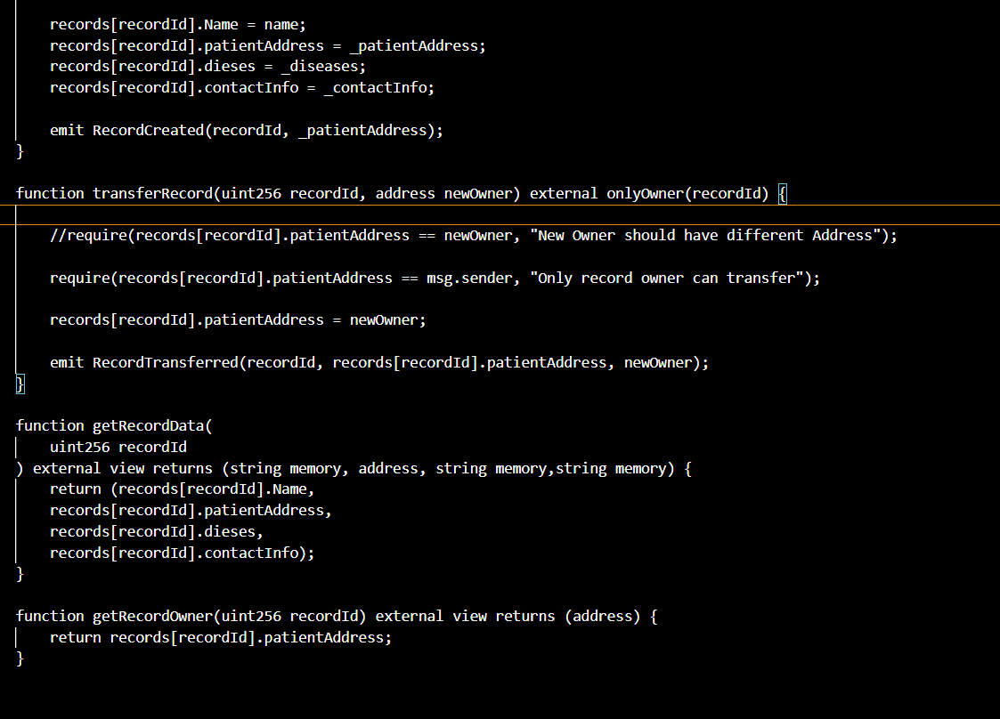 records[recordId].Name = name;
records[recordId].patientAddress = _patientAddress;
records[recordId].dieses = _diseases;
records[recordId].contactInfo = _contactInfo;
emit RecordCreated(recordId, _patientAddress);
}
function transferRecord(uint256 recordId, address newOwner) external onlyOwner(recordId) {
//require(records[recordId].patientAddress == newOwner, "New Owner should have different Address");
require(records[recordId].patientAddress == msg.sender, "Only record owner can transfer");
records[recordId].patientAddress = newOwner;
emit RecordTransferred(recordId, records[recordId].patientAddress, newOwner);
}
function getRecordData(
uint256 recordId
) external view returns (string memory, address, string memory,string memory) {
return (records[recordId].Name,
records[recordId].patientAddress,
records[recordId].dieses,
records[recordId].contactInfo);
}
function getRecordOwner(uint256 recordId) external view returns (address) {
return records[recordId].patientAddress;
}